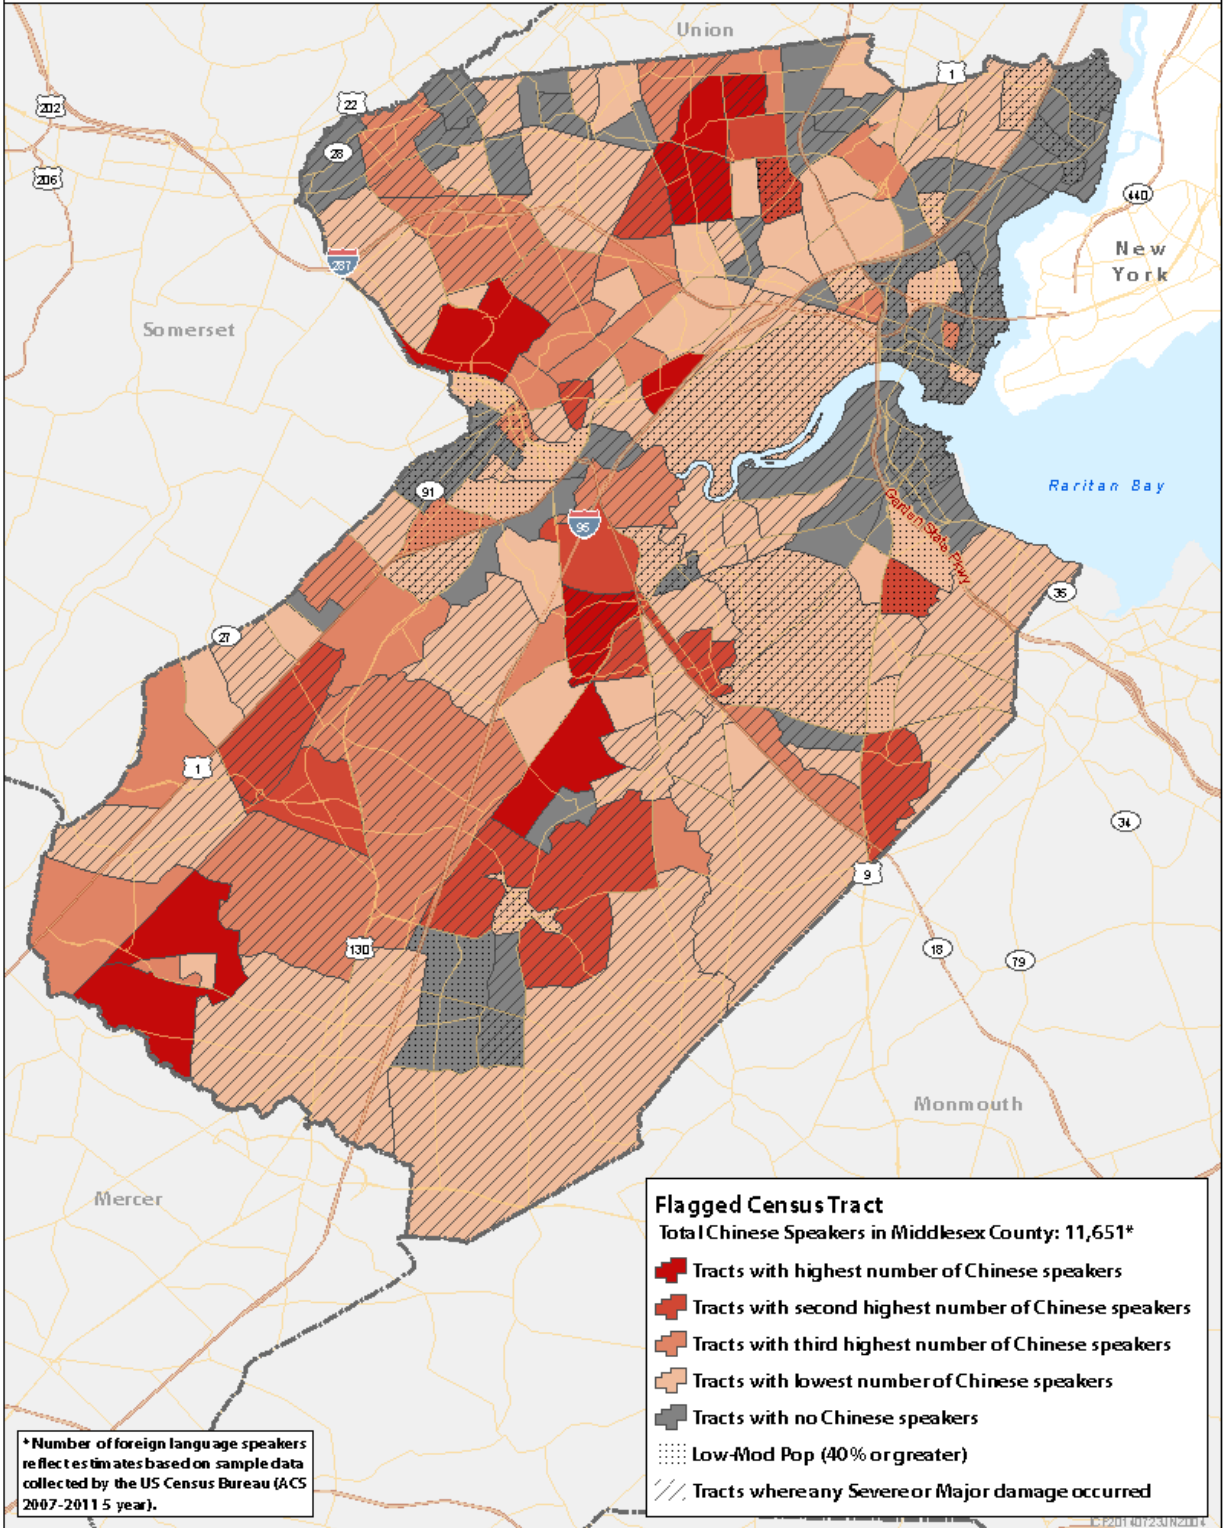 Union
1
202
22
28
206
440
New
York
287
Somerset
Raritan Bay
91
95
Garden State Pkwy
35
27
1
34
9
130
18
79
Monmouth
Mercer
Flagged Census Tract
Total Chinese Speakers in Middlesex County: 11,651*
Tracts with highest number of Chinese speakers
Tracts with second highest number of Chinese speakers
Tracts with third highest number of Chinese speakers
Tracts with lowest number of Chinese speakers
Tracts with no Chinese speakers
Low-Mod Pop (40% or greater)
Tracts where any Severe or Major damage occurred
*Number of foreign language speakers
reflect estimates based on sample data
collected by the US Census Bureau (ACS
2007-2011 5 year).
ICF20140723JN2004